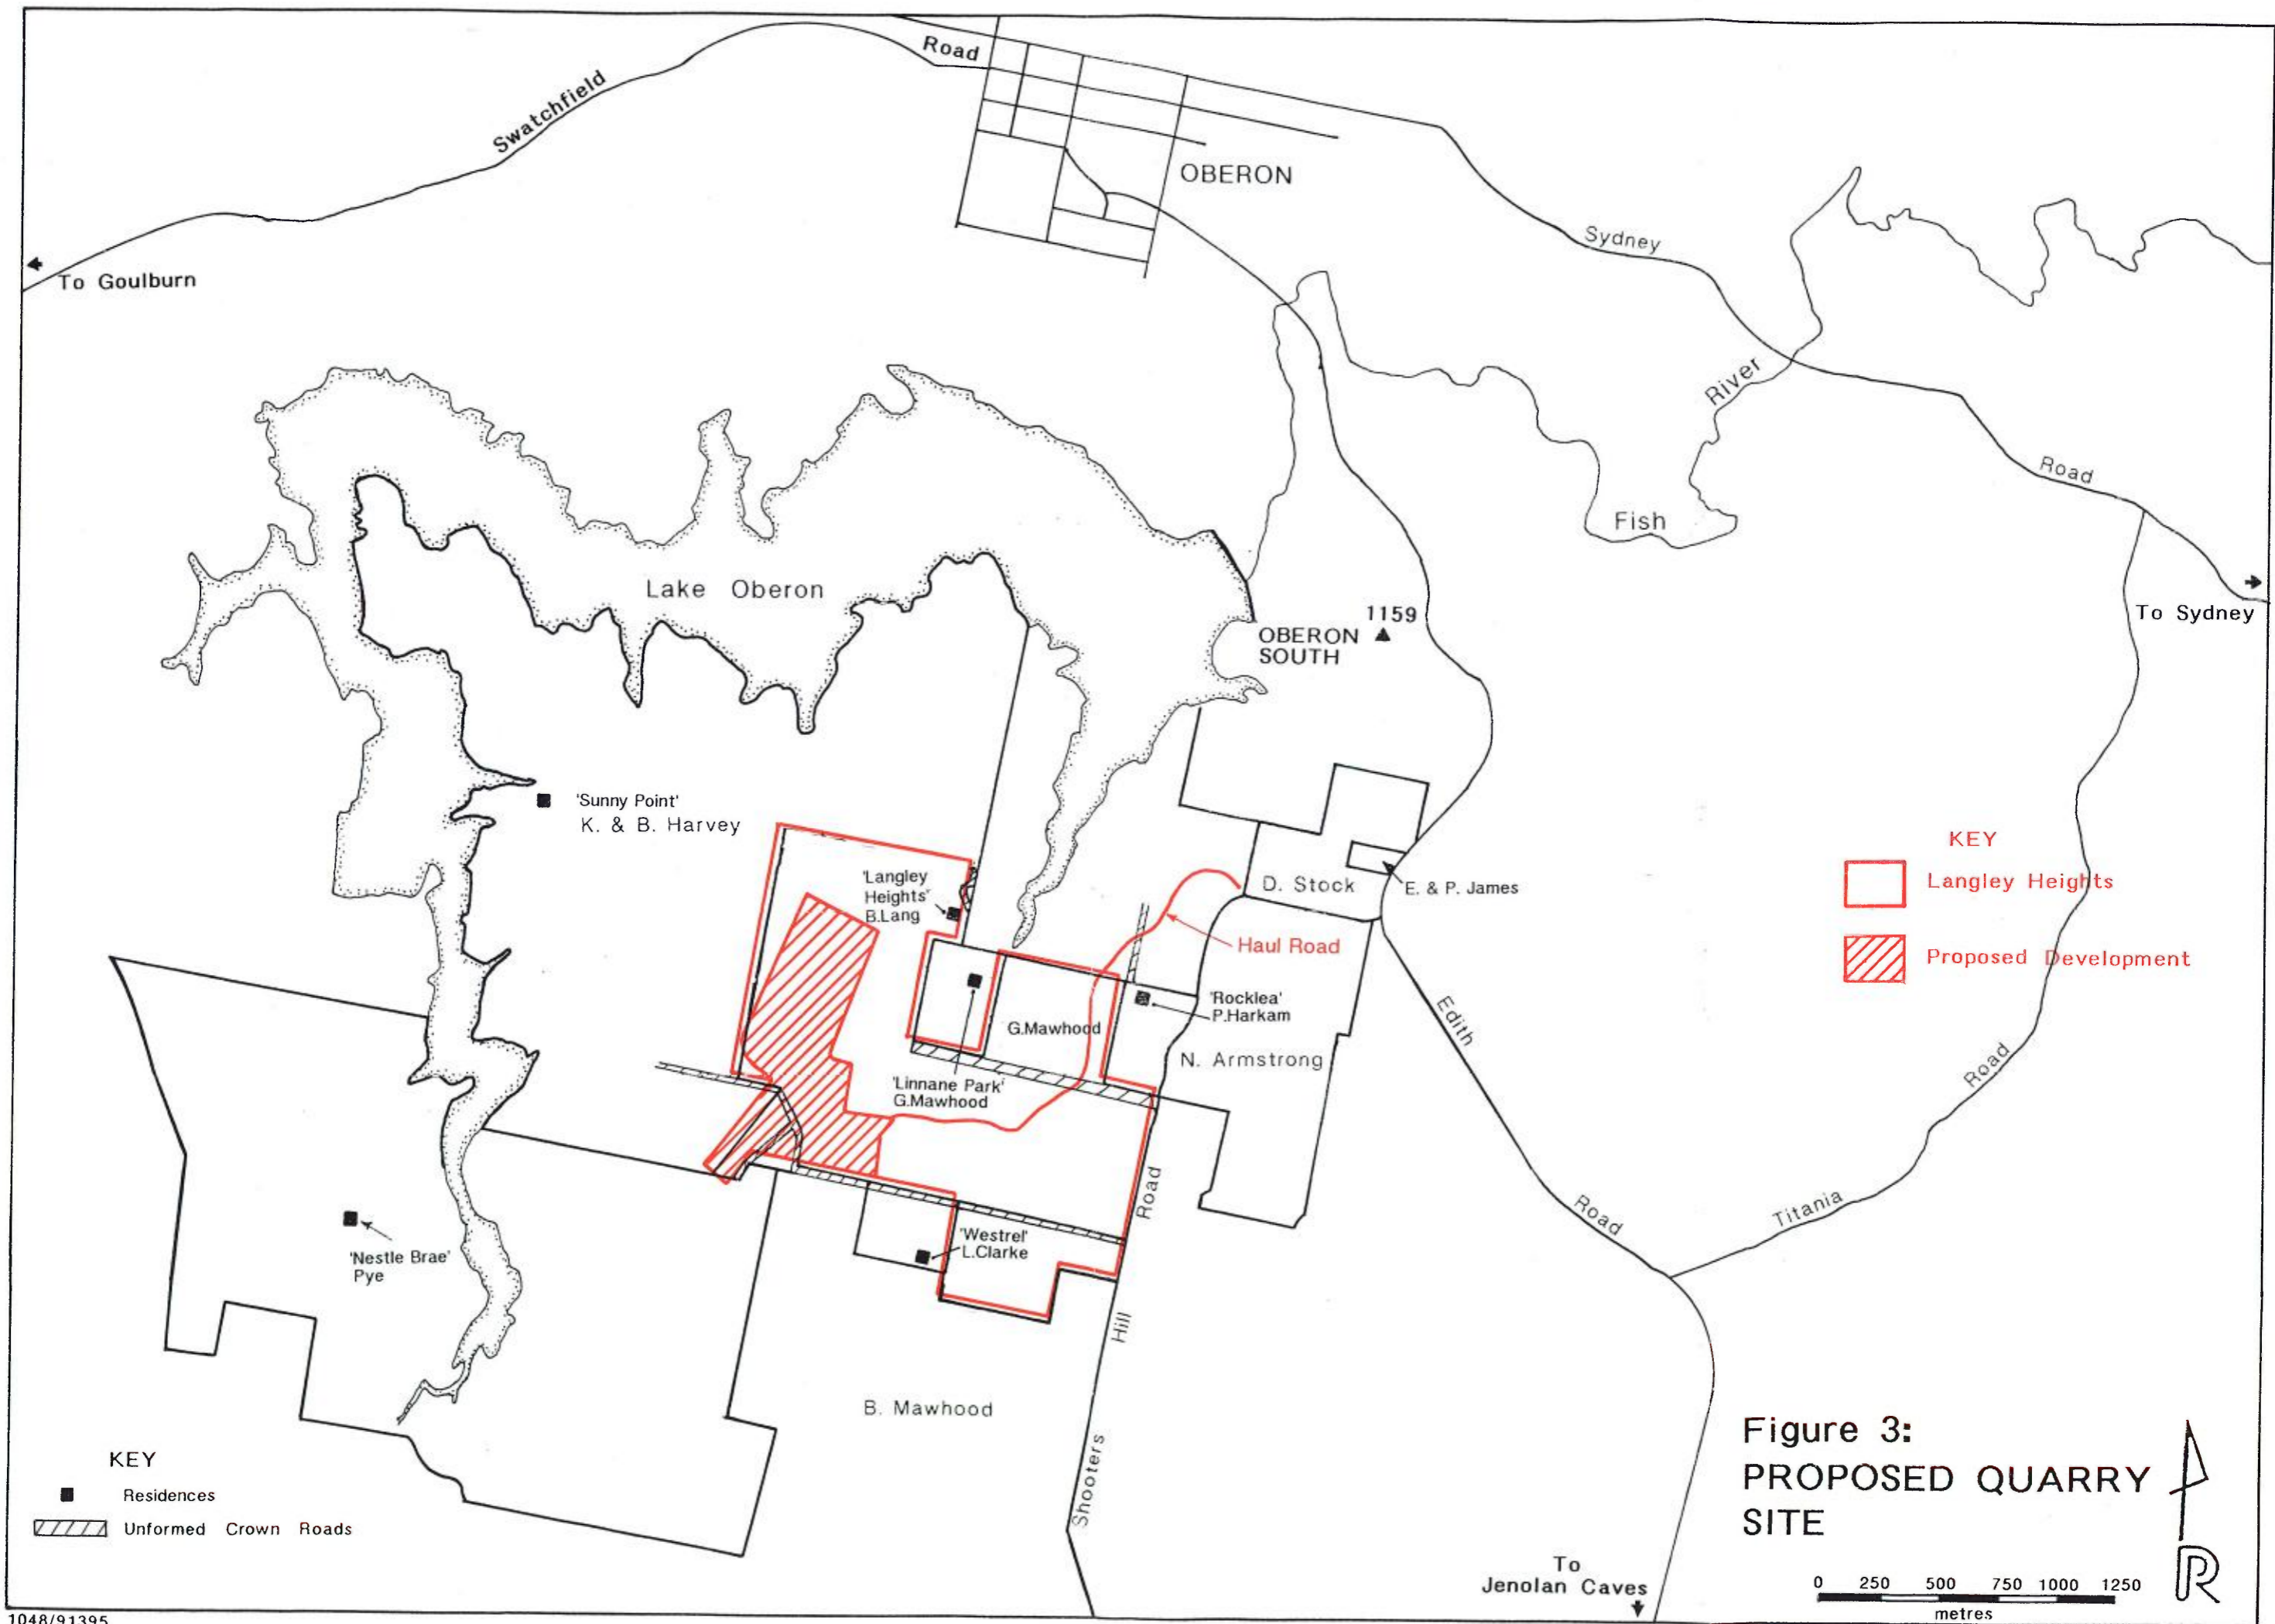 Road
Swatchfield
OBERON
Sydney
To Goulburn
River
Road
Fish
Lake Oberon
1159
OBERON
SOUTH
To Sydney
'Sunny Point'
K. & B. Harvey
KEY
Langley Heights
Proposed Development
'Langley
Heights'
B.Lang
D. Stock
E. & P. James
Haul Road
'Rocklea'
P.Harkam
G.Mawhood
N. Armstrong
Edith
Road
'Linnane Park'
G.Mawhood
Road
Titania
Road
'Westrel'
L.Clarke
'Nestle Brae'
Pye
Hill
B. Mawhood
Shooters
KEY
Residences
Unformed Crown Roads
Figure 3:
PROPOSED QUARRY
SITE
R
To
Jenolan Caves
0 250 500 750 1000 1250
metres
1048/91395